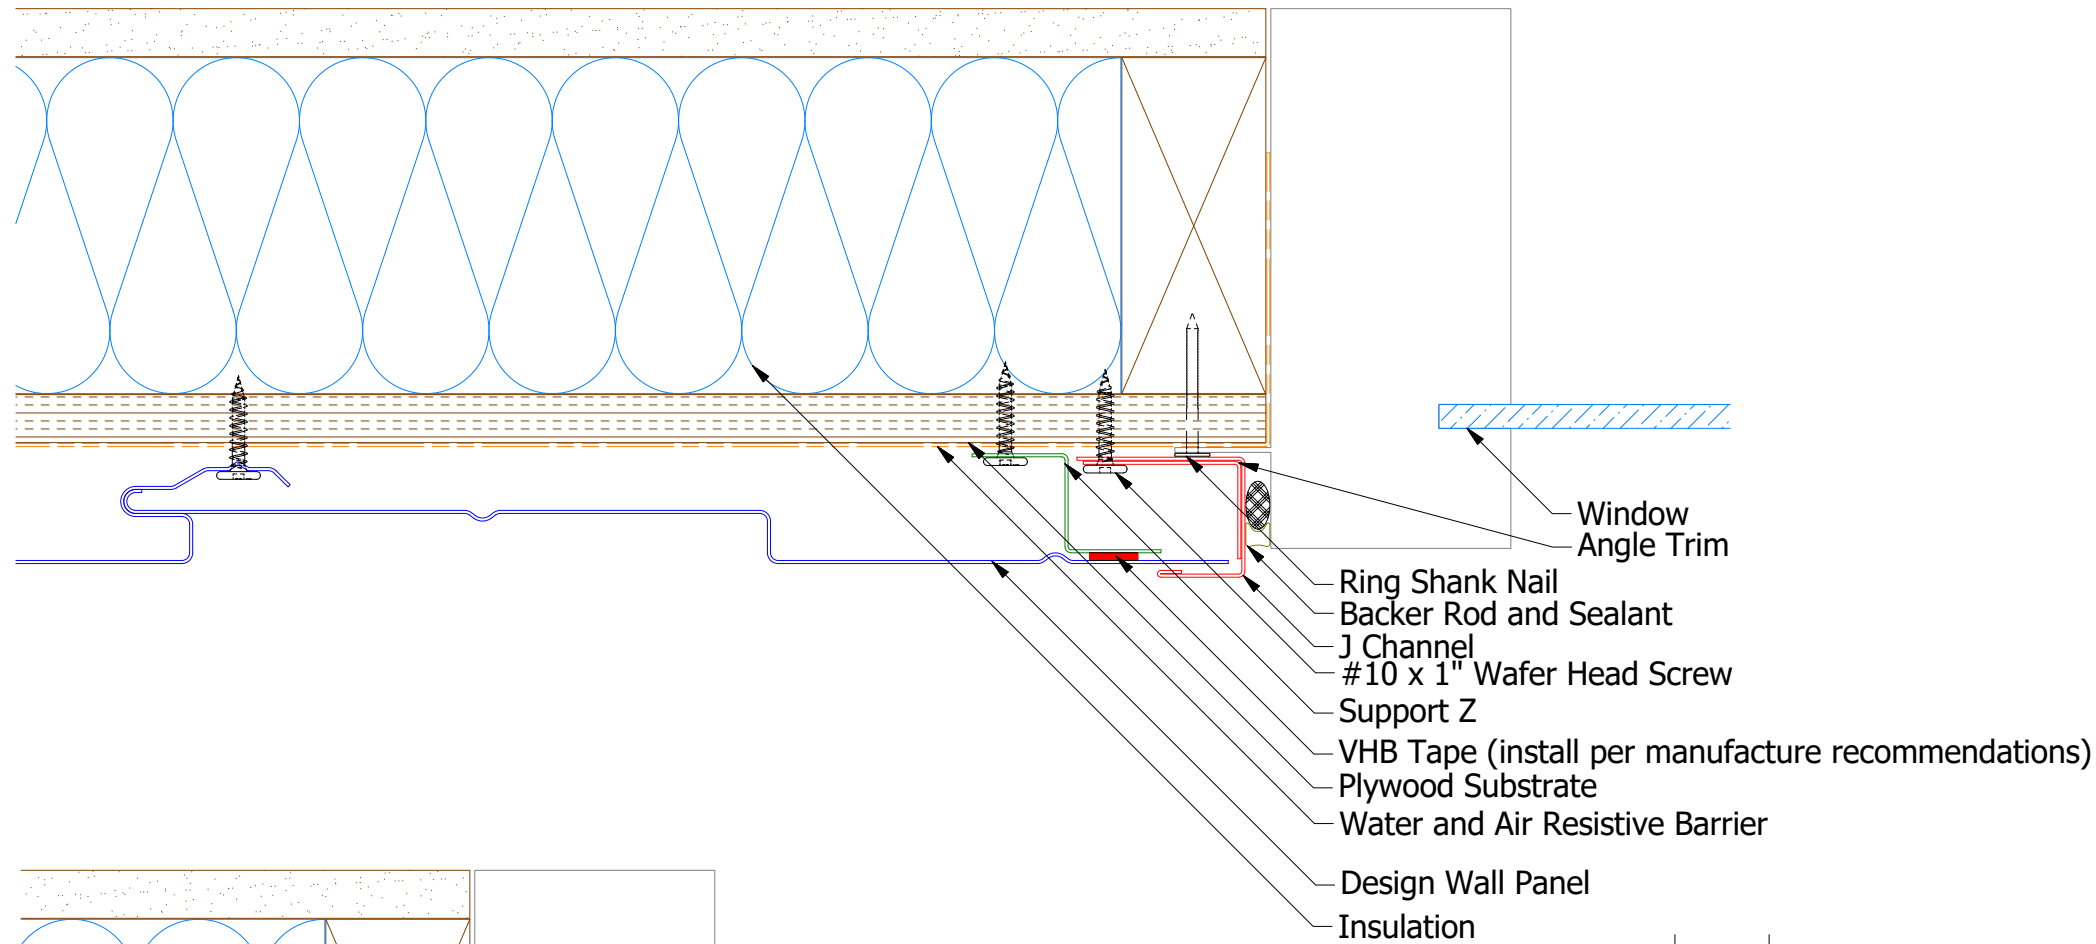 Window
Angle Trim
Ring Shank Nail
Backer Rod and Sealant
J Channel
#10 x 1" Wafer Head Screw
Support Z
VHB Tape (install per manufacture recommendations)
Plywood Substrate
Water and Air Resistive Barrier
Design Wall Panel
Insulation